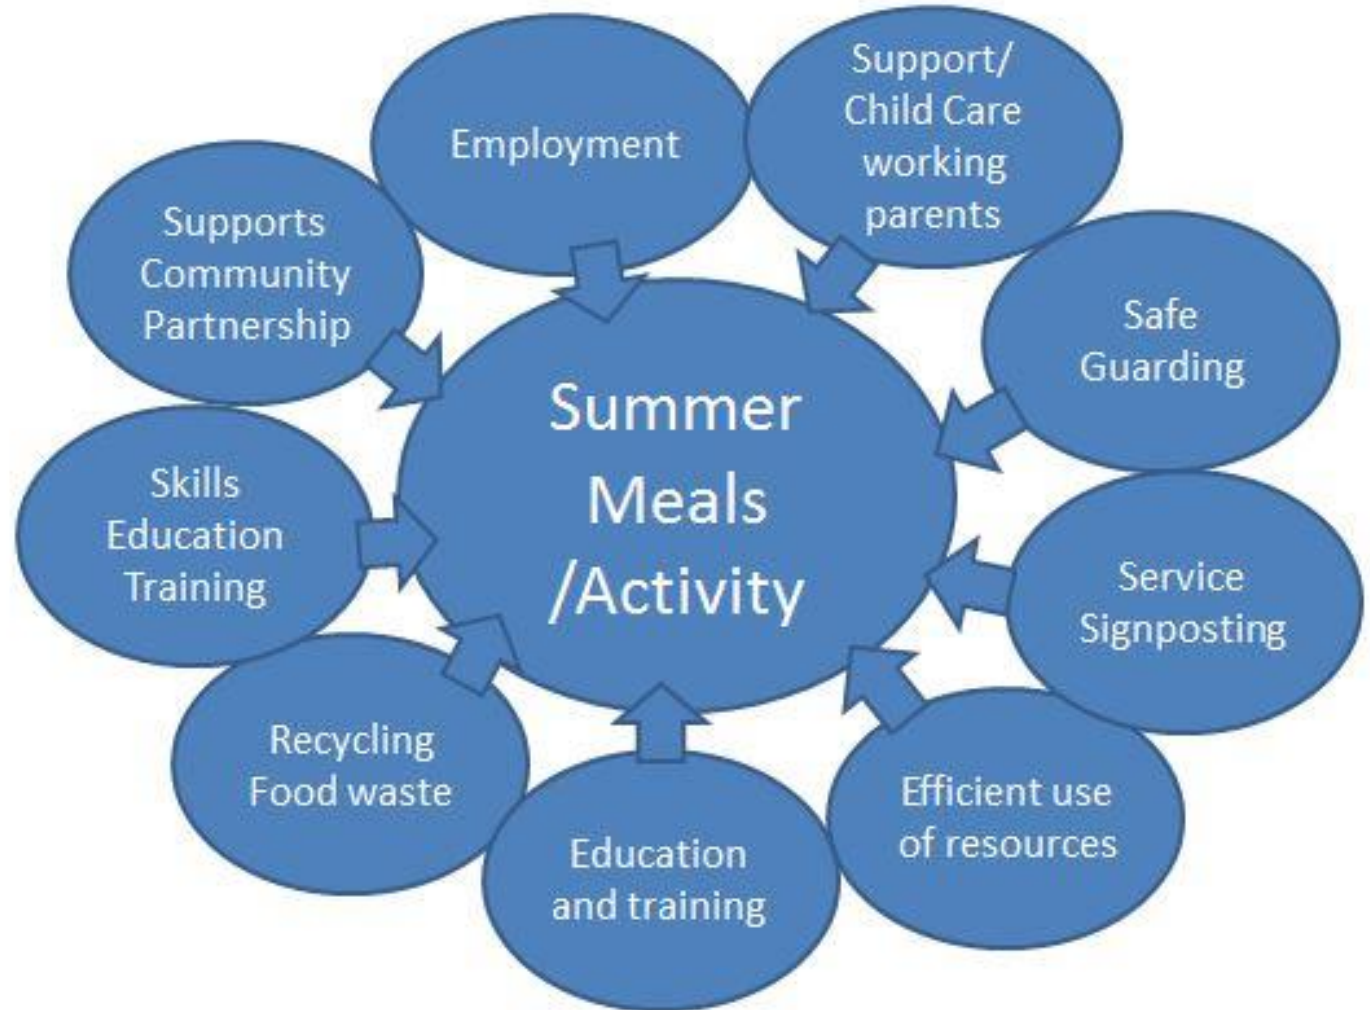 Employment
Support/
Child Care
working
parents
Supports
Community
Partnership
Safe
Guarding
Summer
Meals
/Activity
Skills
Education
Training
Service
Signposting
Recycling
Food waste
Efficient use
of resources
Education
and training